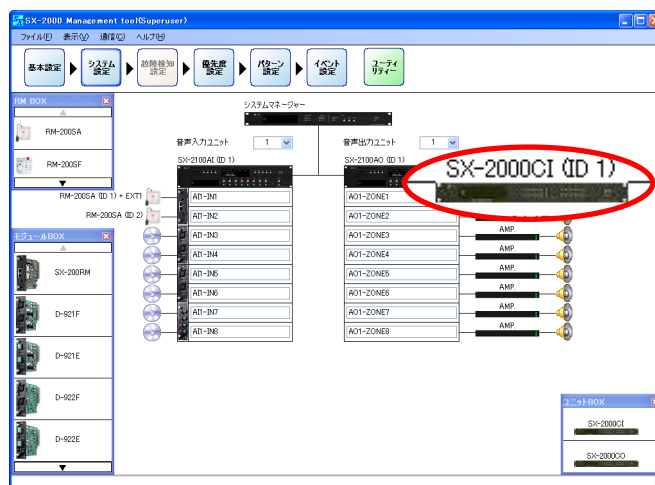 SX-2000 Management tool(Superuser)
ファイル(F) 表示(V) 通信(C) ヘルプ(H)
基本設定
システム
設定
故障検知
設定
優先度
設定
パターン
設定
イベント
設定
ユーティ
リティー
RM BOX
RM-200SA
RM-200SF
システムマネージャー
音声入力ユニット 1
音声出力ユニット 1
SX-2100AI (ID 1)
SX-2100AO (ID 1)
SX-2000CI (ID 1)
RM-200SA (ID 1) + EXT1
RM-200SA (ID 2)
AI1-IN1
AI1-IN2
AI1-IN3
AI1-IN4
AI1-IN5
AI1-IN6
AI1-IN7
AI1-IN8
AO1-ZONE1
AO1-ZONE2
AO1-ZONE3
AO1-ZONE4
AO1-ZONE5
AO1-ZONE6
AO1-ZONE7
AO1-ZONE8
AMP.
AMP.
AMP.
AMP.
AMP.
AMP.
モジュールBOX
SX-200RM
D-921F
D-921E
D-922F
D-922E
ユニットBOX
SX-2000CI
SX-2000CO